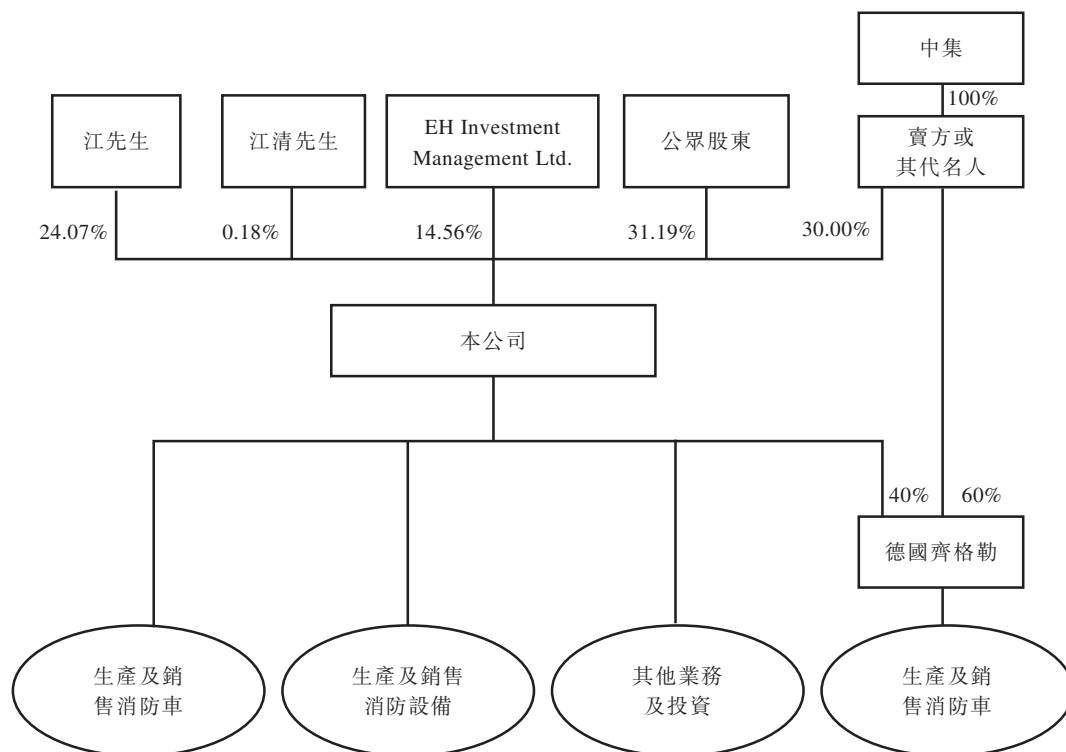 中集
100%
江先生
江清先生
EH Investment
Management Ltd.
公眾股東
賣方或
其代名人
24.07%
0.18%
14.56%
31.19%
30.00%
本公司
40%
60%
德國齊格勒
生產及銷
售消防車
生產及銷售
消防設備
其他業務
及投資
生產及銷
售消防車